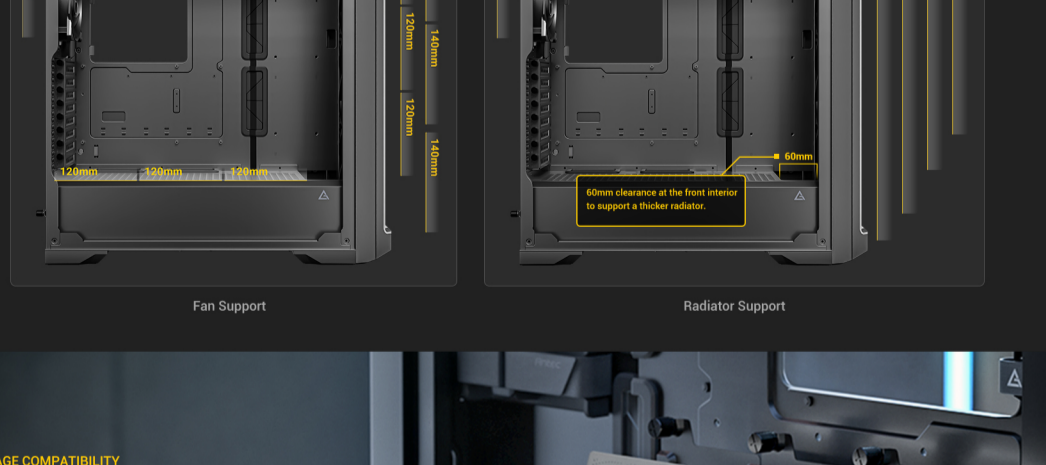 120mm
140mm
120mm
140mm
120mm
120mm
120mm
60mm
60mm clearance at the front interior
to support a thicker radiator.
Fan Support
Radiator Support
Antec
COMPATIBILITY